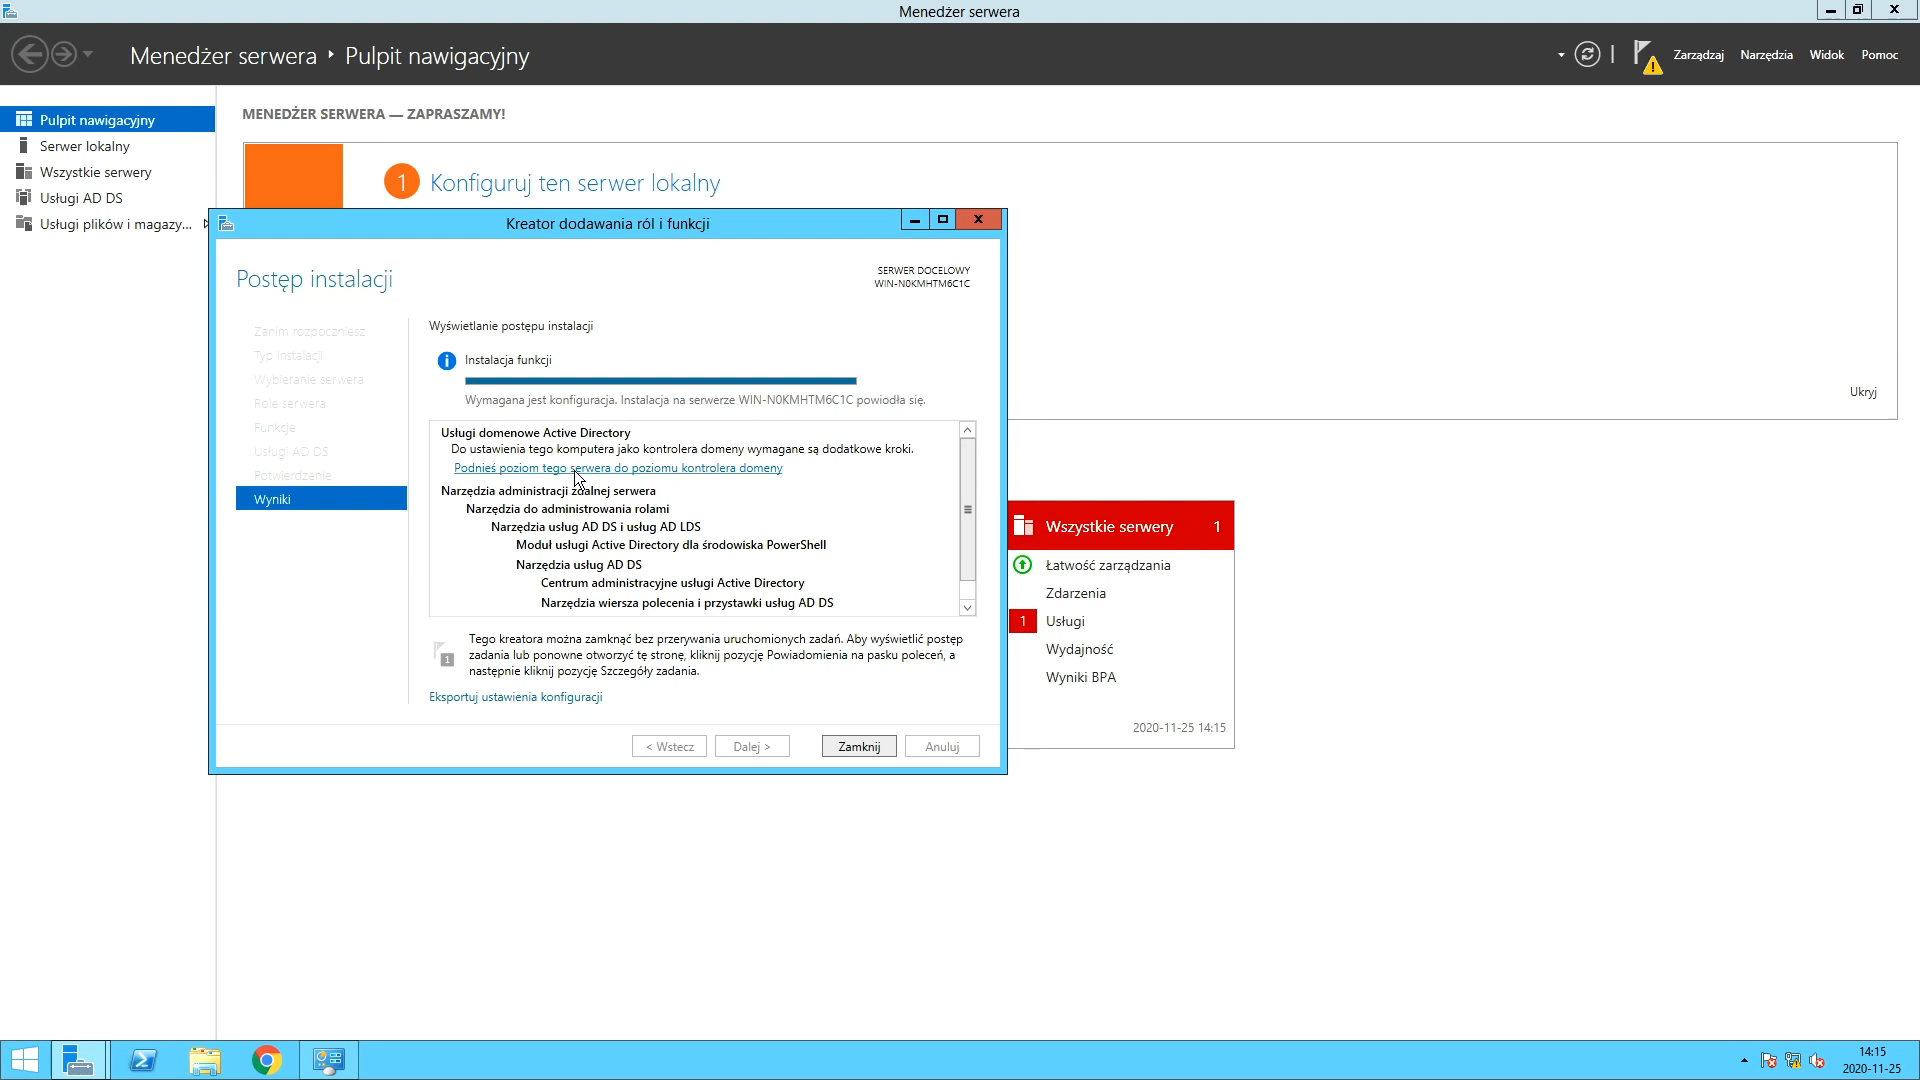 Menedżer serwera
Menedżer serwera ‣ Pulpit nawigacyjny
Zarządzaj Narzędzia Widok Pomoc
Pulpit nawigacyjny
Serwer lokalny
Wszystkie serwery
Usługi AD DS
Usługi plików i magazy...
MENEDŻER SERWERA — ZAPRASZAMY!
1 Konfiguruj ten serwer lokalny
Ukryj
Kreator dodawania ról i funkcji
Postęp instalacji
SERWER DOCELOWY
WIN-N0KMHTM6C1C
Zanim rozpoczniesz
Typ instalacji
Wybieranie serwera
Role serwera
Funkcje
Usługi AD DS
Potwierdzenie
Wyniki
Wyświetlanie postępu instalacji
Instalacja funkcji
Wymagana jest konfiguracja. Instalacja na serwerze WIN-N0KMHTM6C1C powiodła się.
Usługi domenowe Active Directory
Do ustawienia tego komputera jako kontrolera domeny wymagane są dodatkowe kroki.
Podnieś poziom tego serwera do poziomu kontrolera domeny
Narzędzia administracji zdalnej serwera
Narzędzia do administrowania rolami
Narzędzia usług AD DS i usług AD LDS
Moduł usługi Active Directory dla środowiska PowerShell
Narzędzia usług AD DS
Centrum administracyjne usługi Active Directory
Narzędzia wiersza polecenia i przystawki usług AD DS
1
Tego kreatora można zamknąć bez przerywania uruchomionych zadań. Aby wyświetlić postęp
zadania lub ponowne otworzyć tę stronę, kliknij pozycję Powiadomienia na pasku poleceń, a
następnie kliknij pozycję Szczegóły zadania.
Eksportuj ustawienia konfiguracji
< Wstecz Dalej > Zamknij Anuluj
Wszystkie serwery 1
Łatwość zarządzania
Zdarzenia
1 Usługi
Wydajność
Wyniki BPA
2020-11-25 14:15
14:15
2020-11-25